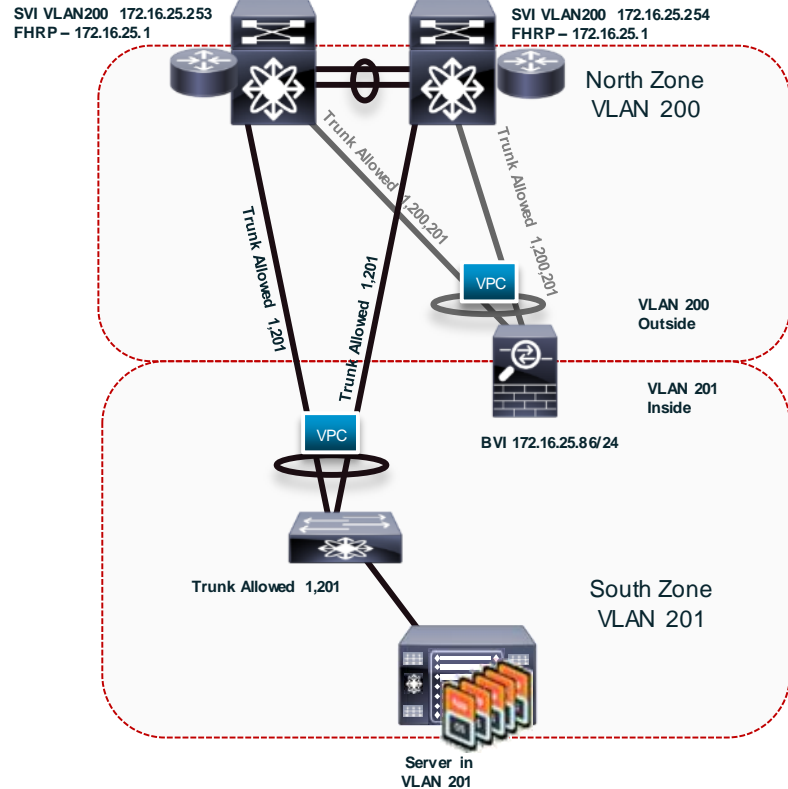 SVI VLAN200 172.16.25.253
FHRP – 172.16.25.1
SVI VLAN200 172.16.25.254
FHRP – 172.16.25.1
North Zone
VLAN 200
Trunk Allowed 1,200,201
Trunk Allowed 1,200,201
Trunk Allowed 1,201
Trunk Allowed 1,201
VPC
VLAN 200
Outside
VLAN 201
Inside
BVI 172.16.25.86/24
VPC
Trunk Allowed 1,201
South Zone
VLAN 201
Server in
VLAN 201